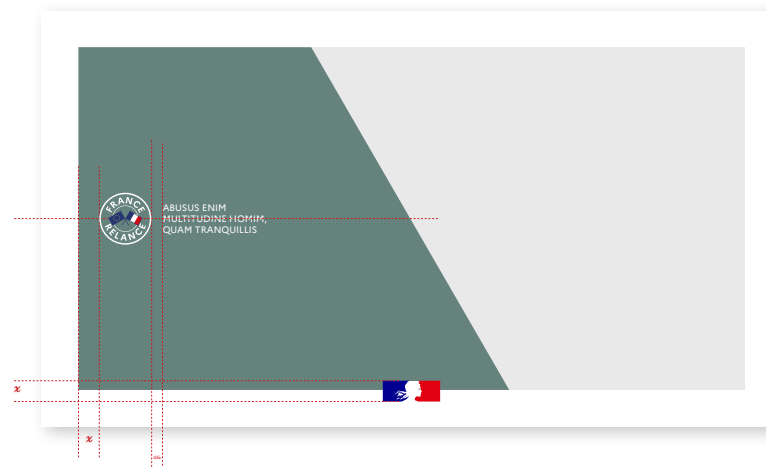 FRANCE
RELANCE
ABUSUS ENIM
MULTITUDINE HOMIM,
QUAM TRANQUILLIS
x
x